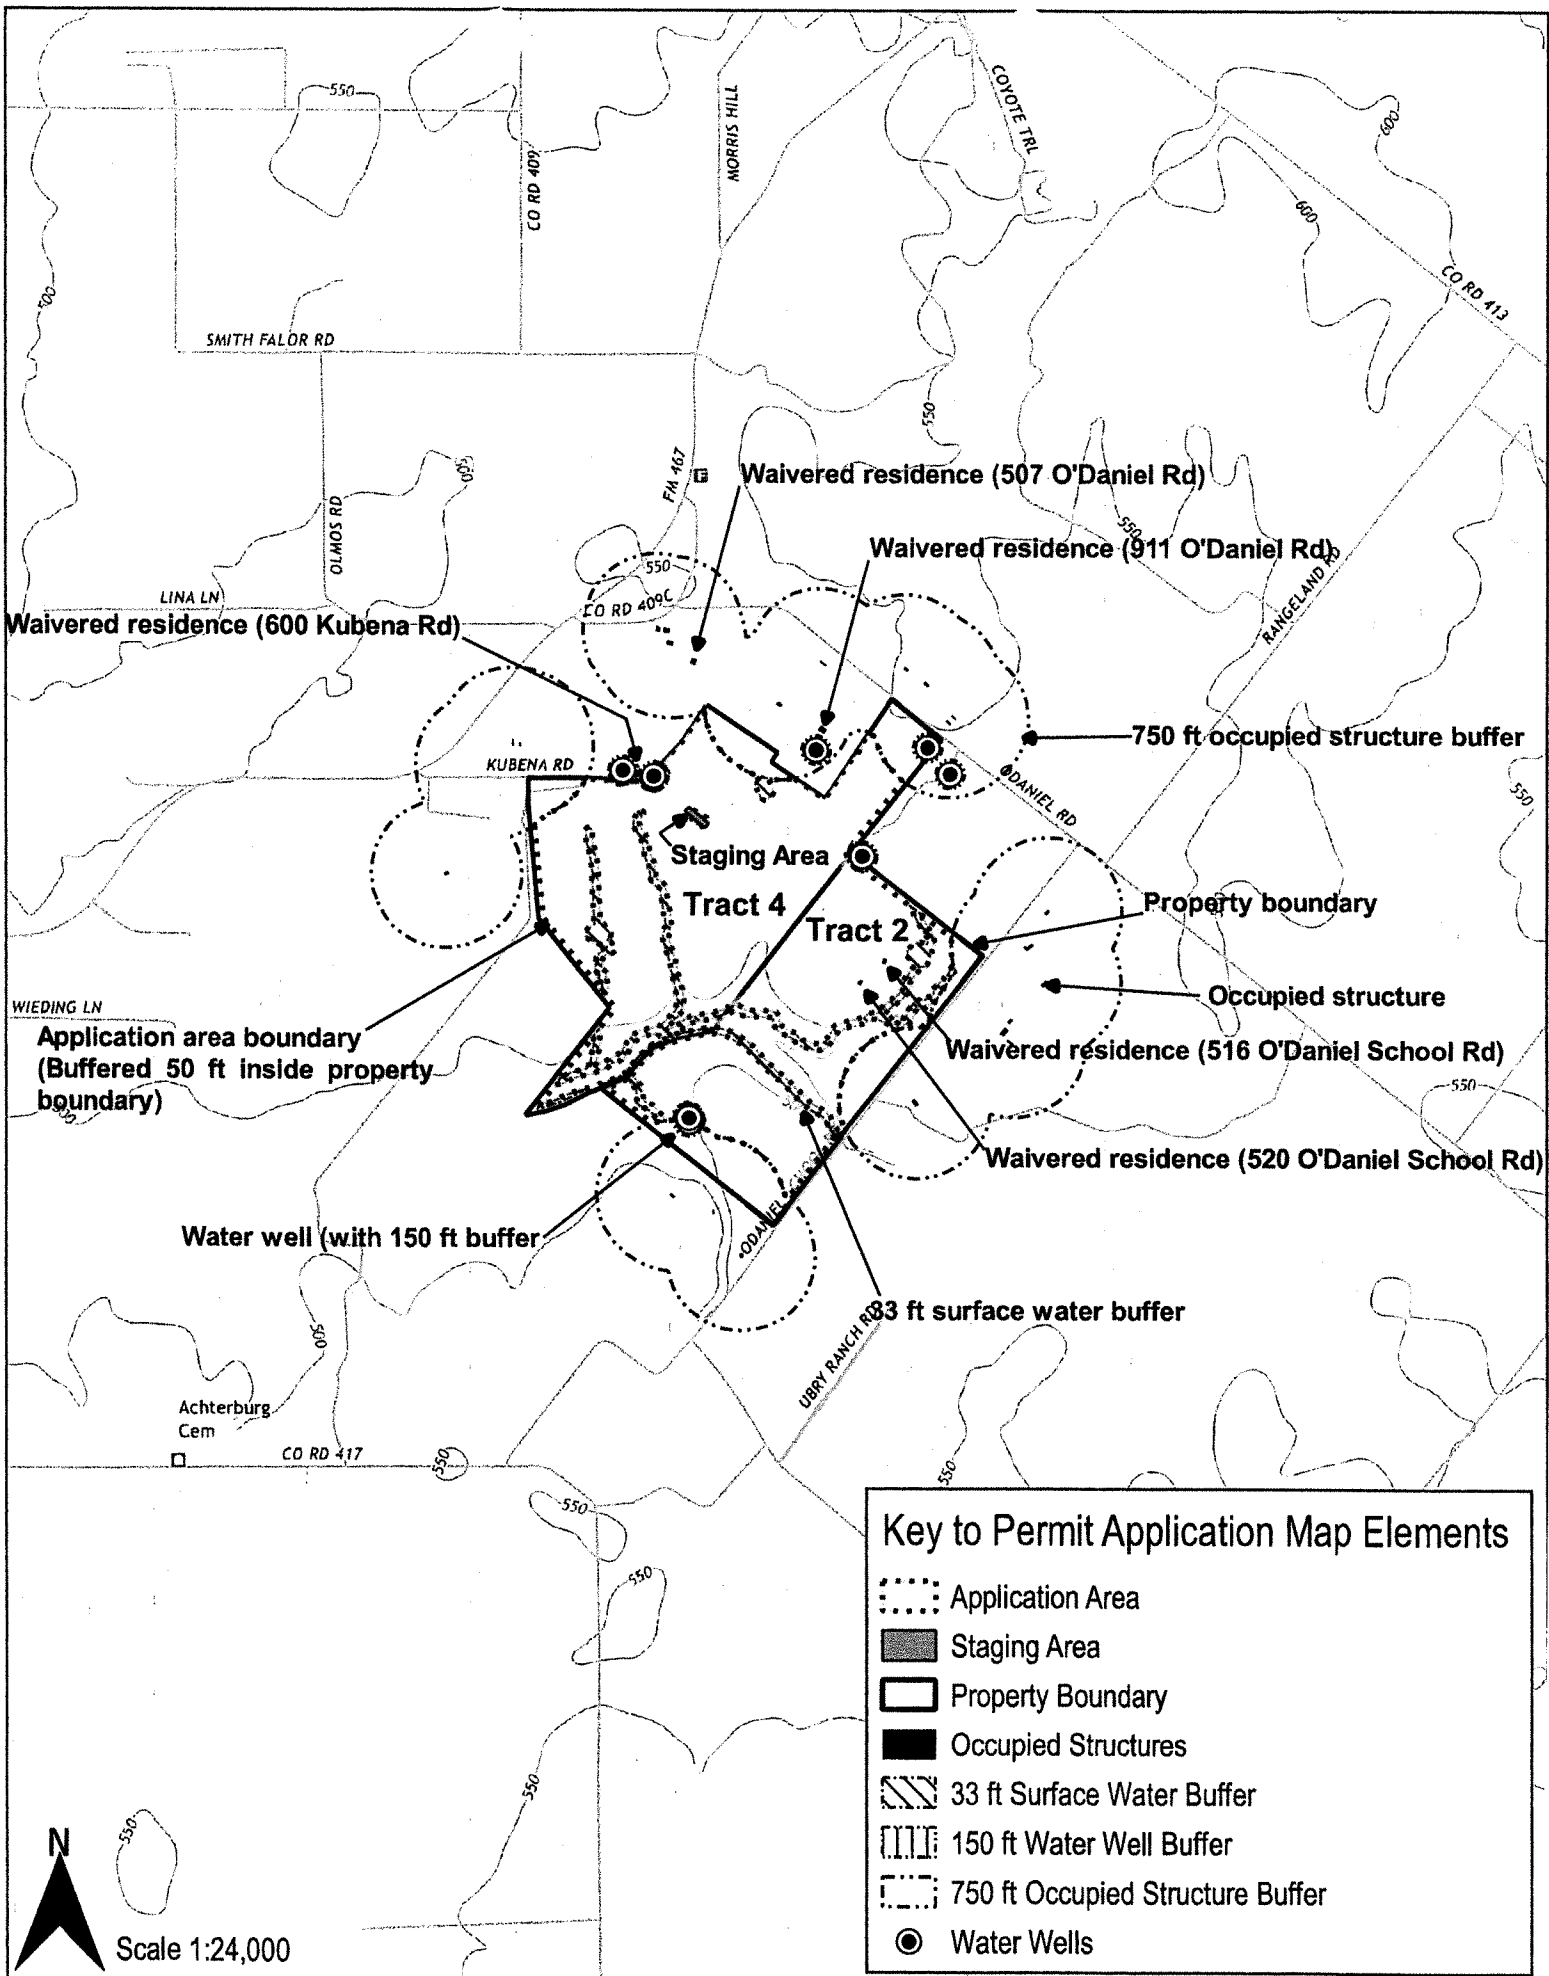 COYOTE TRL
MORRIS HILL
550
600
CO RD 409
600
CO RD 413
500
SMITH FALOR RD
550
FM 467
Waivered residence (507 O'Daniel Rd)
OLMOS RD
550
Waivered residence (911 O'Daniel Rd)
550
RANGELAND RD
LINA LN
CO RD 409C
Waivered residence (600 Kubena Rd)
750 ft occupied structure buffer
KUBENA RD
ODANIEL RD
550
Staging Area
Tract 4
Property boundary
Tract 2
Occupied structure
WIEDING LN
Application area boundary
(Buffered 50 ft inside property
boundary)
Waivered residence (516 O'Daniel School Rd)
550
500
Waivered residence (520 O'Daniel School Rd)
Water well (with 150 ft buffer
ODANIEL
33 ft surface water buffer
500
UBRY RANCH RD
Achterburg
Cem
CO RD 417
550
550
550
550
550
550
Key to Permit Application Map Elements
Application Area
Staging Area
Property Boundary
Occupied Structures
33 ft Surface Water Buffer
150 ft Water Well Buffer
750 ft Occupied Structure Buffer
Water Wells
N
Scale 1:24,000